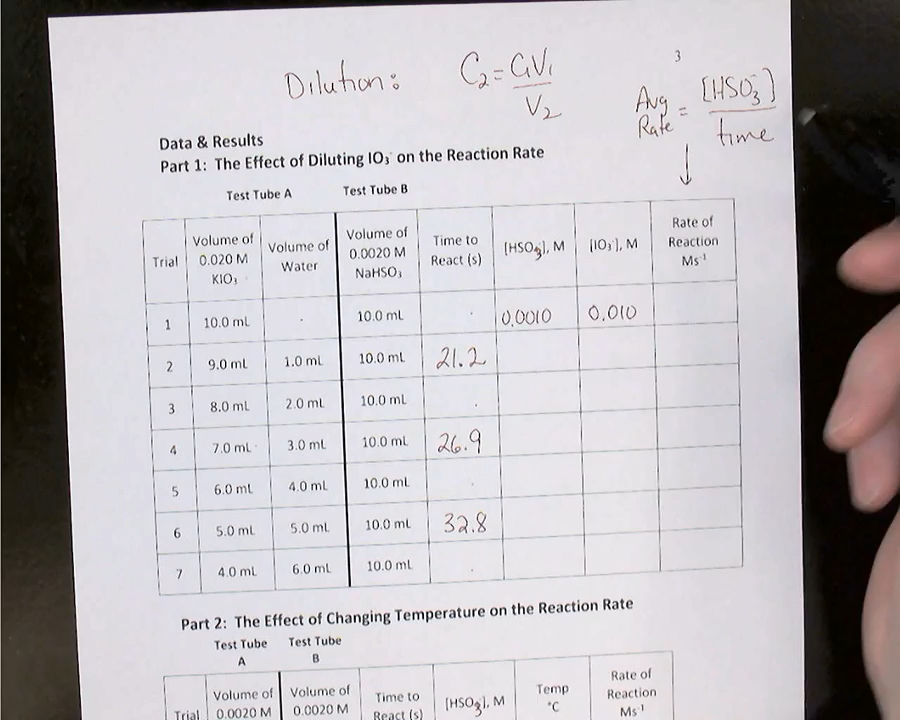 3
Dilution: C₂ = C₁V₁
V₂
Avg Rate = [HSO₃⁻]
time
Data & Results
Part 1: The Effect of Diluting IO₃⁻ on the Reaction Rate
Test Tube A Test Tube B
Trial Volume of 0.020 M KIO₃ Volume of Water Volume of 0.0020 M NaHSO₃ Time to React (s) [HSO₃], M [IO₃⁻], M Rate of Reaction Ms⁻¹
1 10.0 mL 10.0 mL 0.0010 0.010
2 9.0 mL 1.0 mL 10.0 mL 21.2
3 8.0 mL 2.0 mL 10.0 mL
4 7.0 mL 3.0 mL 10.0 mL 26.9
5 6.0 mL 4.0 mL 10.0 mL
6 5.0 mL 5.0 mL 10.0 mL 32.8
7 4.0 mL 6.0 mL 10.0 mL
Part 2: The Effect of Changing Temperature on the Reaction Rate
Test Tube A Test Tube B
Trial Volume of 0.0020 M Volume of 0.0020 M Time to React (s) [HSO₃], M Temp °C Rate of Reaction Ms⁻¹